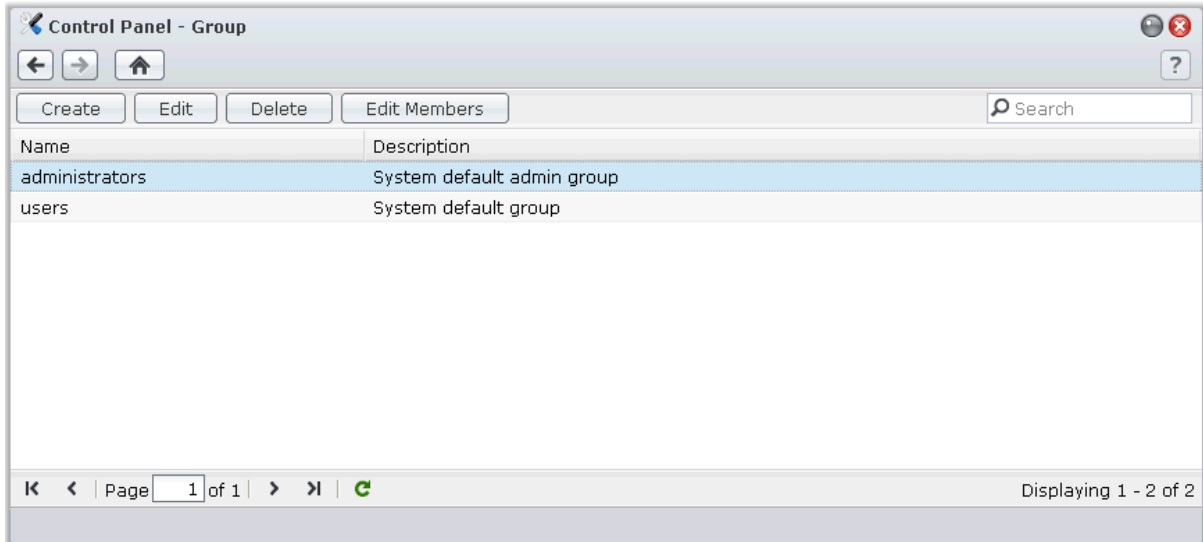 Control Panel - Group
?
Create Edit Delete Edit Members Search
Name Description
administrators System default admin group
users System default group
Page 1 of 1 Displaying 1 - 2 of 2